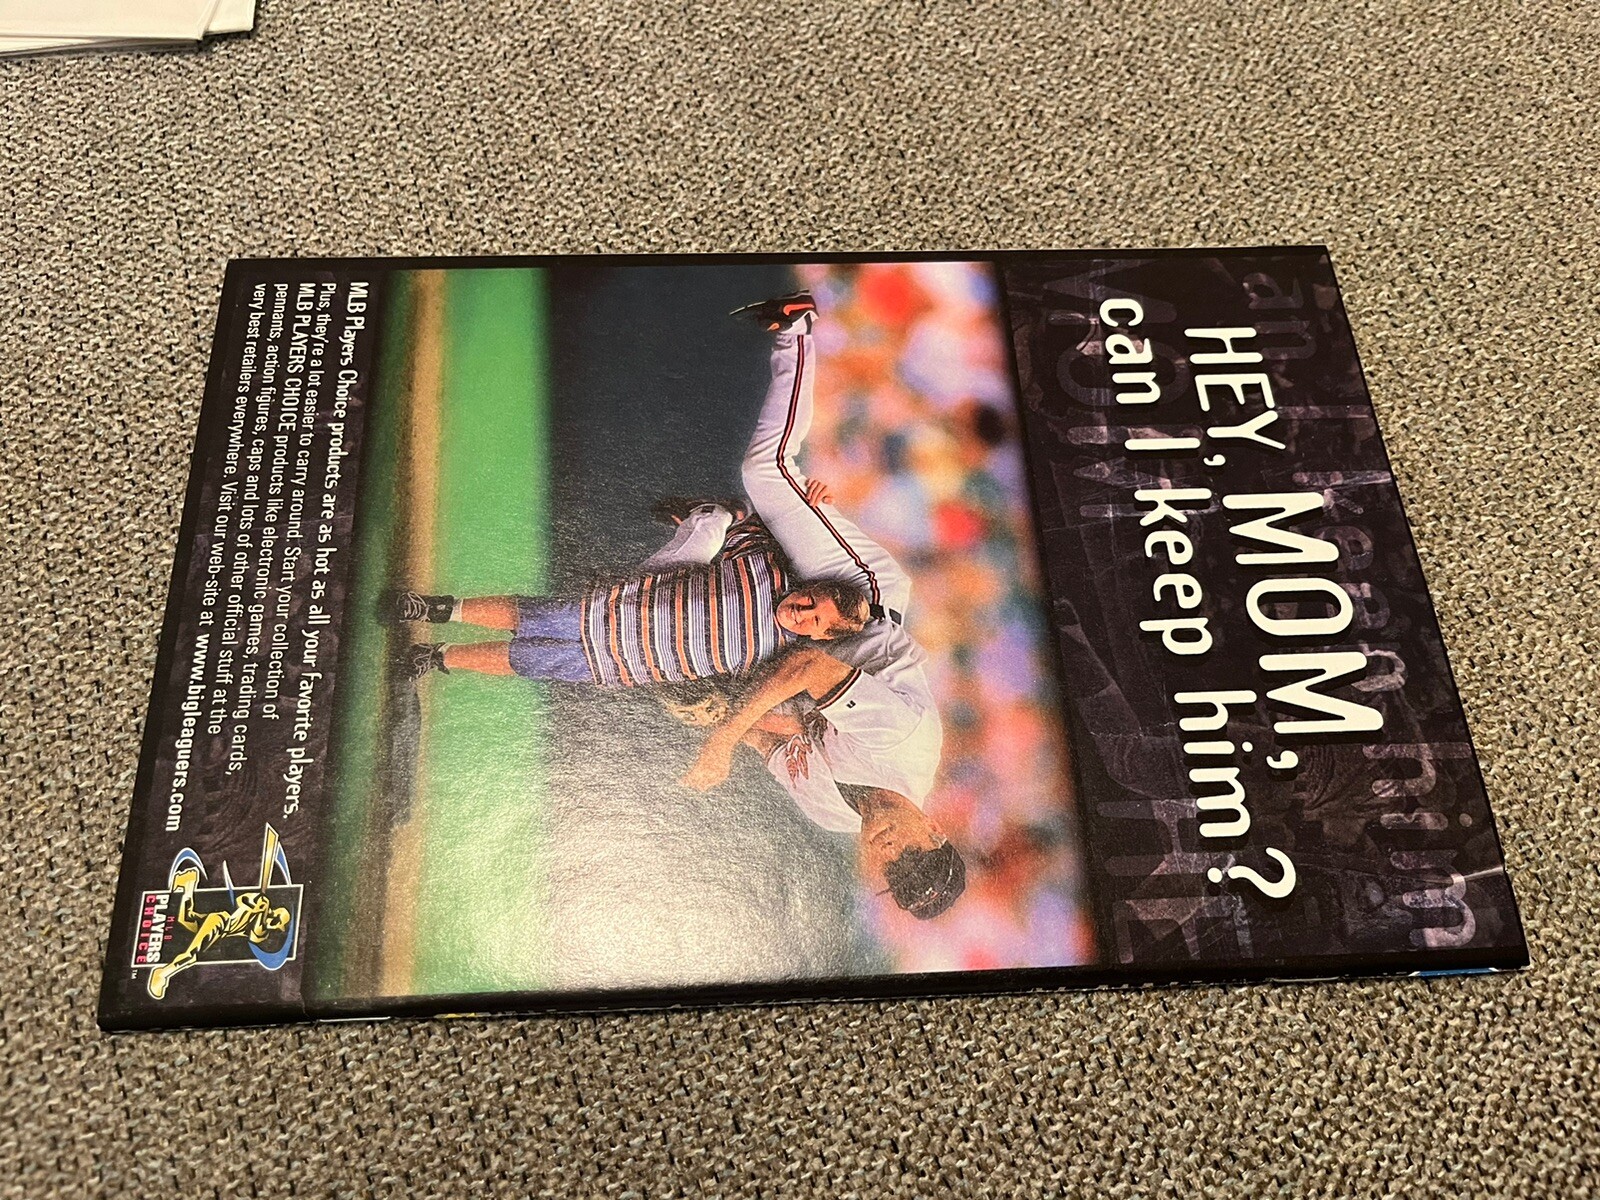 HEY, MOM,
can I keep him?
MLB Players Choice products are as hot as all your favorite players.
Plus, they're a lot easier to carry around. Start your collection of
MLB PLAYERS CHOICE products like electronic games, trading cards,
pennants, action figures, caps and lots of other official stuff at the
very best retailers everywhere. Visit our web-site at www.bigleaguers.com
MLB
PLAYERS
CHOICE
TM